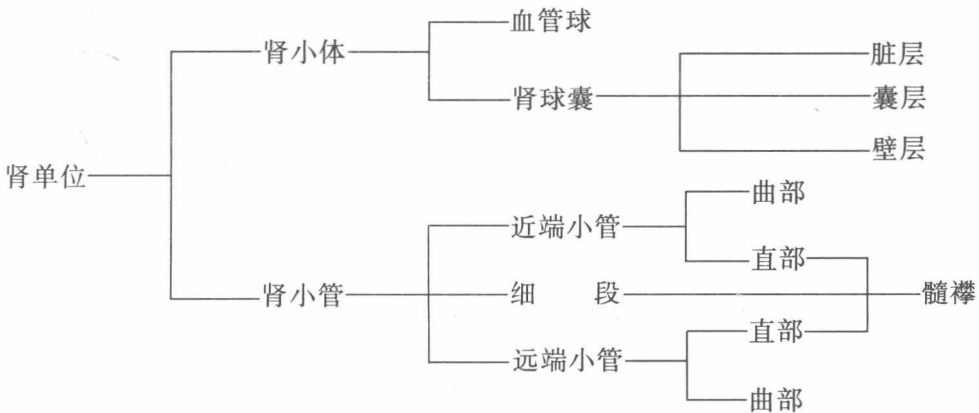 血管球
肾小体
脏层
肾球囊
囊层
壁层
肾单位
曲部
近端小管
直部
肾小管
细 段
髓襻
直部
远端小管
曲部